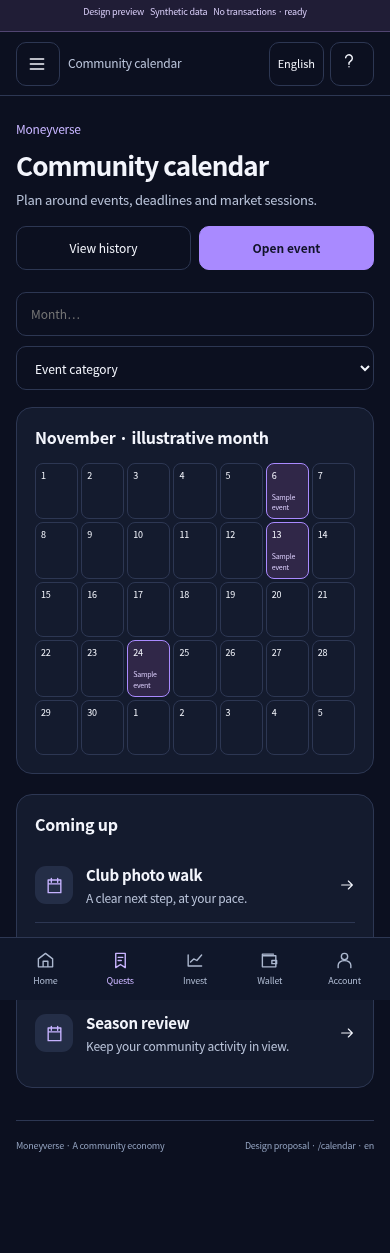 Design preview Synthetic data No transactions · ready
Community calendar
English
?
Moneyverse
Community calendar
Plan around events, deadlines and market sessions.
View history
Open event
Month…
Event category
November · illustrative month
1 2 3 4 5 6 7
Sample event
8 9 10 11 12 13 14
Sample event
15 16 17 18 19 20 21
22 23 24 25 26 27 28
Sample event
29 30 1 2 3 4 5
Coming up
Club photo walk
A clear next step, at your pace.
Home Quests Invest Wallet Account
Season review
Keep your community activity in view.
Moneyverse · A community economy
Design proposal · /calendar · en